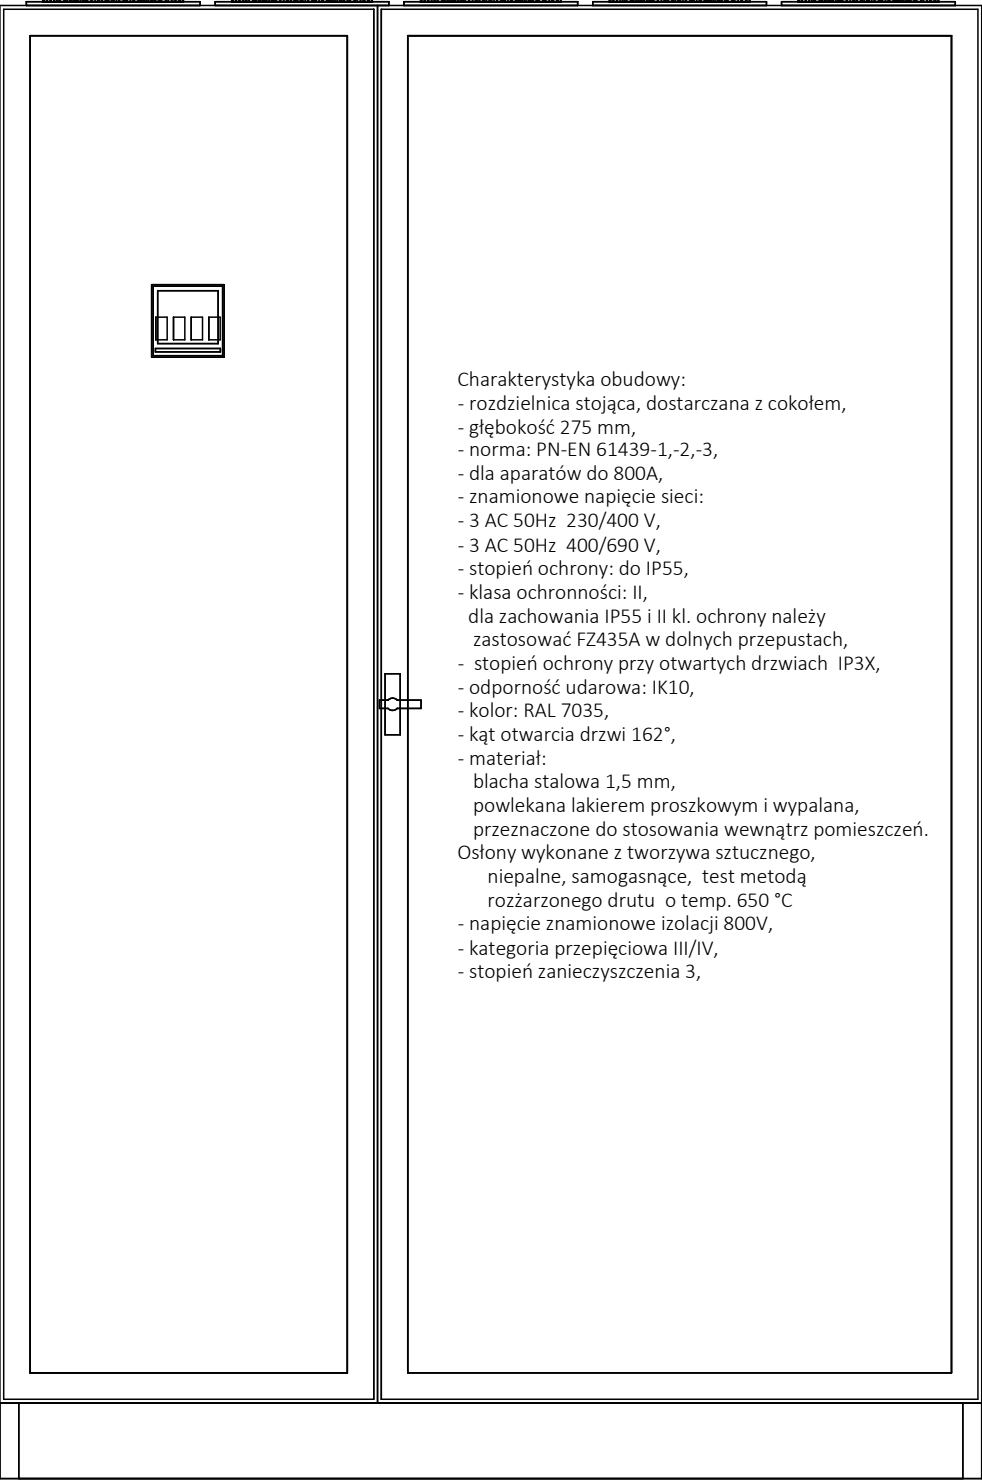 Charakterystyka obudowy:
- rozdzielnica stojąca, dostarczana z cokołem,
- głębokość 275 mm,
- norma: PN-EN 61439-1,-2,-3,
- dla aparatów do 800A,
- znamionowe napięcie sieci:
- 3 AC 50Hz  230/400 V,
- 3 AC 50Hz  400/690 V,
- stopień ochrony: do IP55,
- klasa ochronności: II,
dla zachowania IP55 i II kl. ochrony należy
zastosować FZ435A w dolnych przepustach,
-  stopień ochrony przy otwartych drzwiach  IP3X,
- odporność udarowa: IK10,
- kolor: RAL 7035,
- kąt otwarcia drzwi 162°,
- materiał:
blacha stalowa 1,5 mm,
powlekana lakierem proszkowym i wypalana,
przeznaczone do stosowania wewnątrz pomieszczeń.
Osłony wykonane z tworzywa sztucznego,
niepalne, samogasnące,  test metodą
rozżarzonego drutu  o temp. 650 °C
- napięcie znamionowe izolacji 800V,
- kategoria przepięciowa III/IV,
- stopień zanieczyszczenia 3,